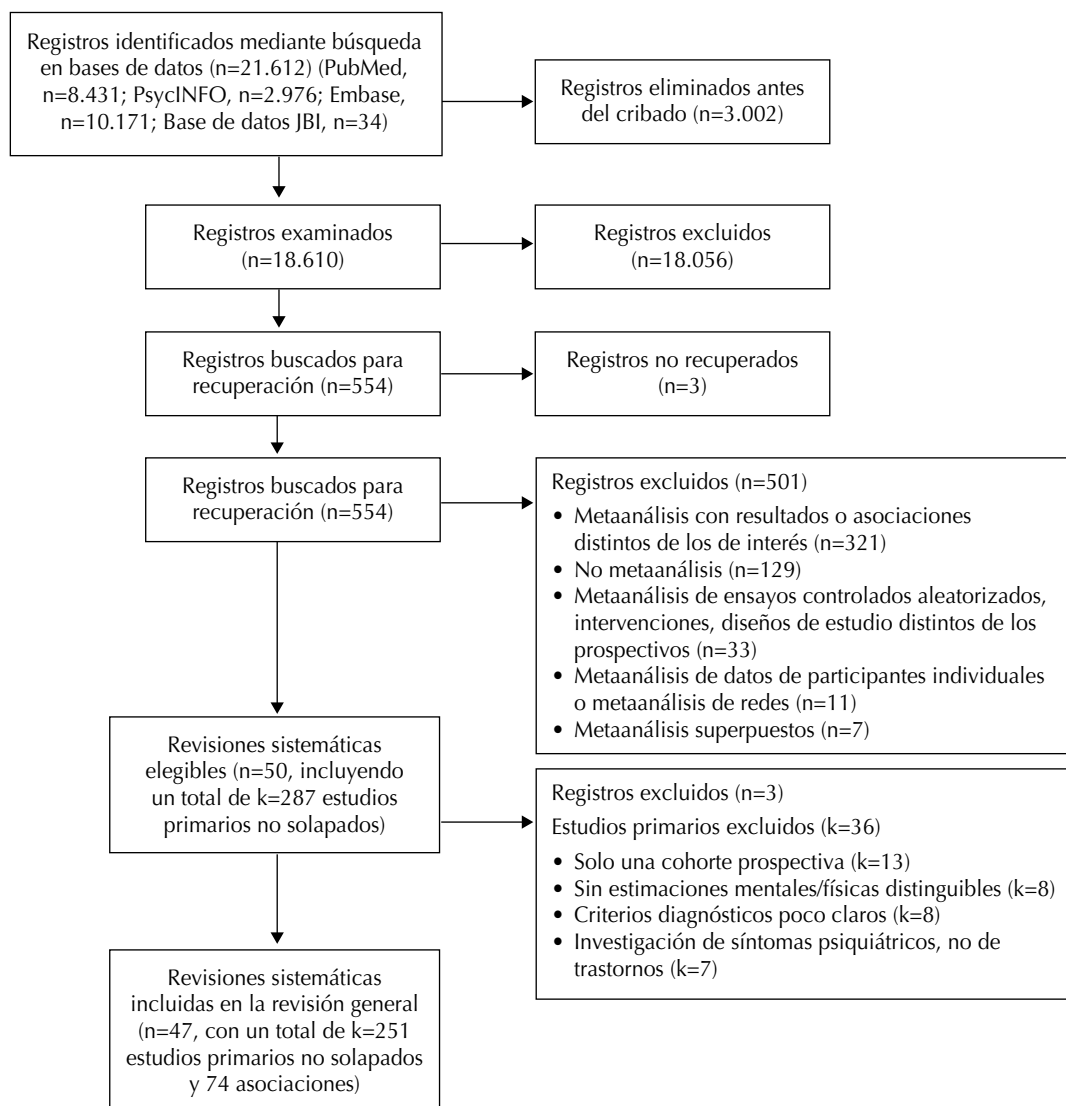 Registros identificados mediante búsqueda
en bases de datos (n=21.612) (PubMed,
n=8.431; PsycINFO, n=2.976; Embase,
n=10.171; Base de datos JBI, n=34)
Registros eliminados antes
del cribado (n=3.002)
Registros examinados
(n=18.610)
Registros excluidos
(n=18.056)
Registros buscados para
recuperación (n=554)
Registros no recuperados
(n=3)
Registros buscados para
recuperación (n=554)
Registros excluidos (n=501)
• Metaanálisis con resultados o asociaciones
distintos de los de interés (n=321)
• No metaanálisis (n=129)
• Metaanálisis de ensayos controlados aleatorizados,
intervenciones, diseños de estudio distintos de los
prospectivos (n=33)
• Metaanálisis de datos de participantes individuales
o metaanálisis de redes (n=11)
• Metaanálisis superpuestos (n=7)
Revisiones sistemáticas
elegibles (n=50, incluyendo
un total de k=287 estudios
primarios no solapados)
Registros excluidos (n=3)
Estudios primarios excluidos (k=36)
• Solo una cohorte prospectiva (k=13)
• Sin estimaciones mentales/físicas distinguibles (k=8)
• Criterios diagnósticos poco claros (k=8)
• Investigación de síntomas psiquiátricos, no de
trastornos (k=7)
Revisiones sistemáticas
incluidas en la revisión general
(n=47, con un total de k=251
estudios primarios no solapados
y 74 asociaciones)